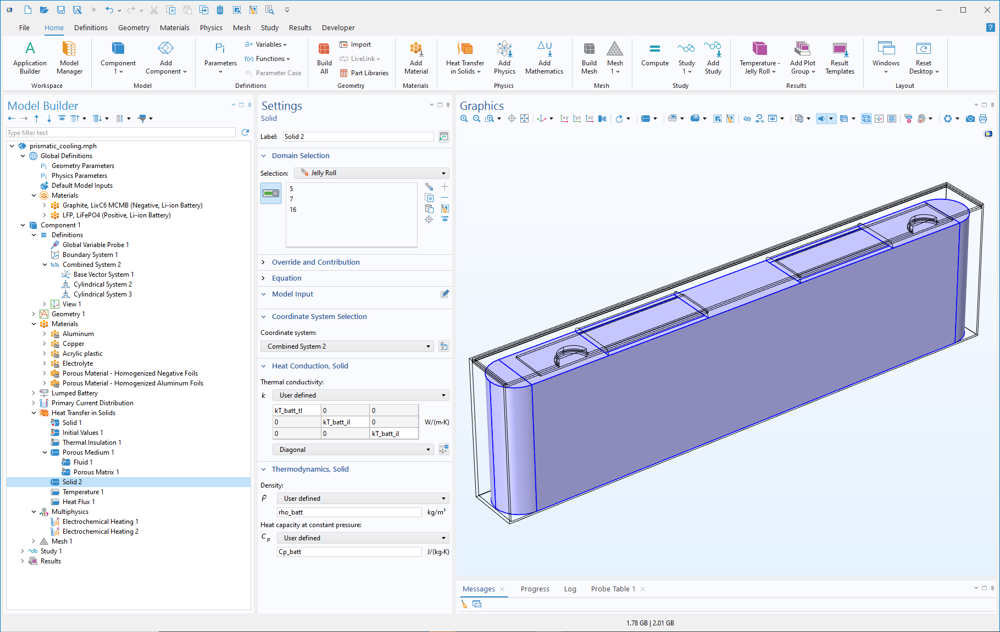 File Home Definitions Geometry Materials Physics Mesh Study Results Developer
?
Application Builder
Model Manager
Workspace
Component 1
Add Component
Model
Pi
Parameters
a= Variables
f(x) Functions
Pi Parameter Case
Definitions
Build All
Import
LiveLink
Part Libraries
Geometry
Add Material
Materials
Heat Transfer in Solids
Add Physics
ΔU
Add Mathematics
Physics
Build Mesh
Mesh 1
Mesh
Compute
Study 1
Add Study
Study
Temperature - Jelly Roll
Add Plot Group
Result Templates
Results
Windows
Reset Desktop
Layout
Model Builder
Type filter text
prismatic_cooling.mph
Global Definitions
Pi Geometry Parameters
Pi Physics Parameters
Default Model Inputs
Materials
Graphite, LixC6 MCMB (Negative, Li-ion Battery)
LFP, LiFePO4 (Positive, Li-ion Battery)
Component 1
Definitions
Global Variable Probe 1
Boundary System 1
Combined System 2
Base Vector System 1
Cylindrical System 2
Cylindrical System 3
View 1
Geometry 1
Materials
Aluminum
Copper
Acrylic plastic
Electrolyte
Porous Material - Homogenized Negative Foils
Porous Material - Homogenized Aluminum Foils
Lumped Battery
Primary Current Distribution
Heat Transfer in Solids
Solid 1
Initial Values 1
Thermal Insulation 1
Porous Medium 1
Fluid 1
Porous Matrix 1
Solid 2
Temperature 1
Heat Flux 1
Multiphysics
Electrochemical Heating 1
Electrochemical Heating 2
Mesh 1
Study 1
Results
Settings
Solid
Label: Solid 2
Domain Selection
Selection: Jelly Roll
5
7
16
Override and Contribution
Equation
Model Input
Coordinate System Selection
Coordinate system:
Combined System 2
Heat Conduction, Solid
Thermal conductivity:
k User defined
kT_batt_tl 0 0
0 kT_batt_il 0 W/(m·K)
0 0 kT_batt_il
Diagonal
Thermodynamics, Solid
Density:
ρ User defined
rho_batt kg/m³
Heat capacity at constant pressure:
Cp User defined
Cp_batt J/(kg·K)
Graphics
xy yz xz
Messages Progress Log Probe Table 1
1.78 GB | 2.01 GB